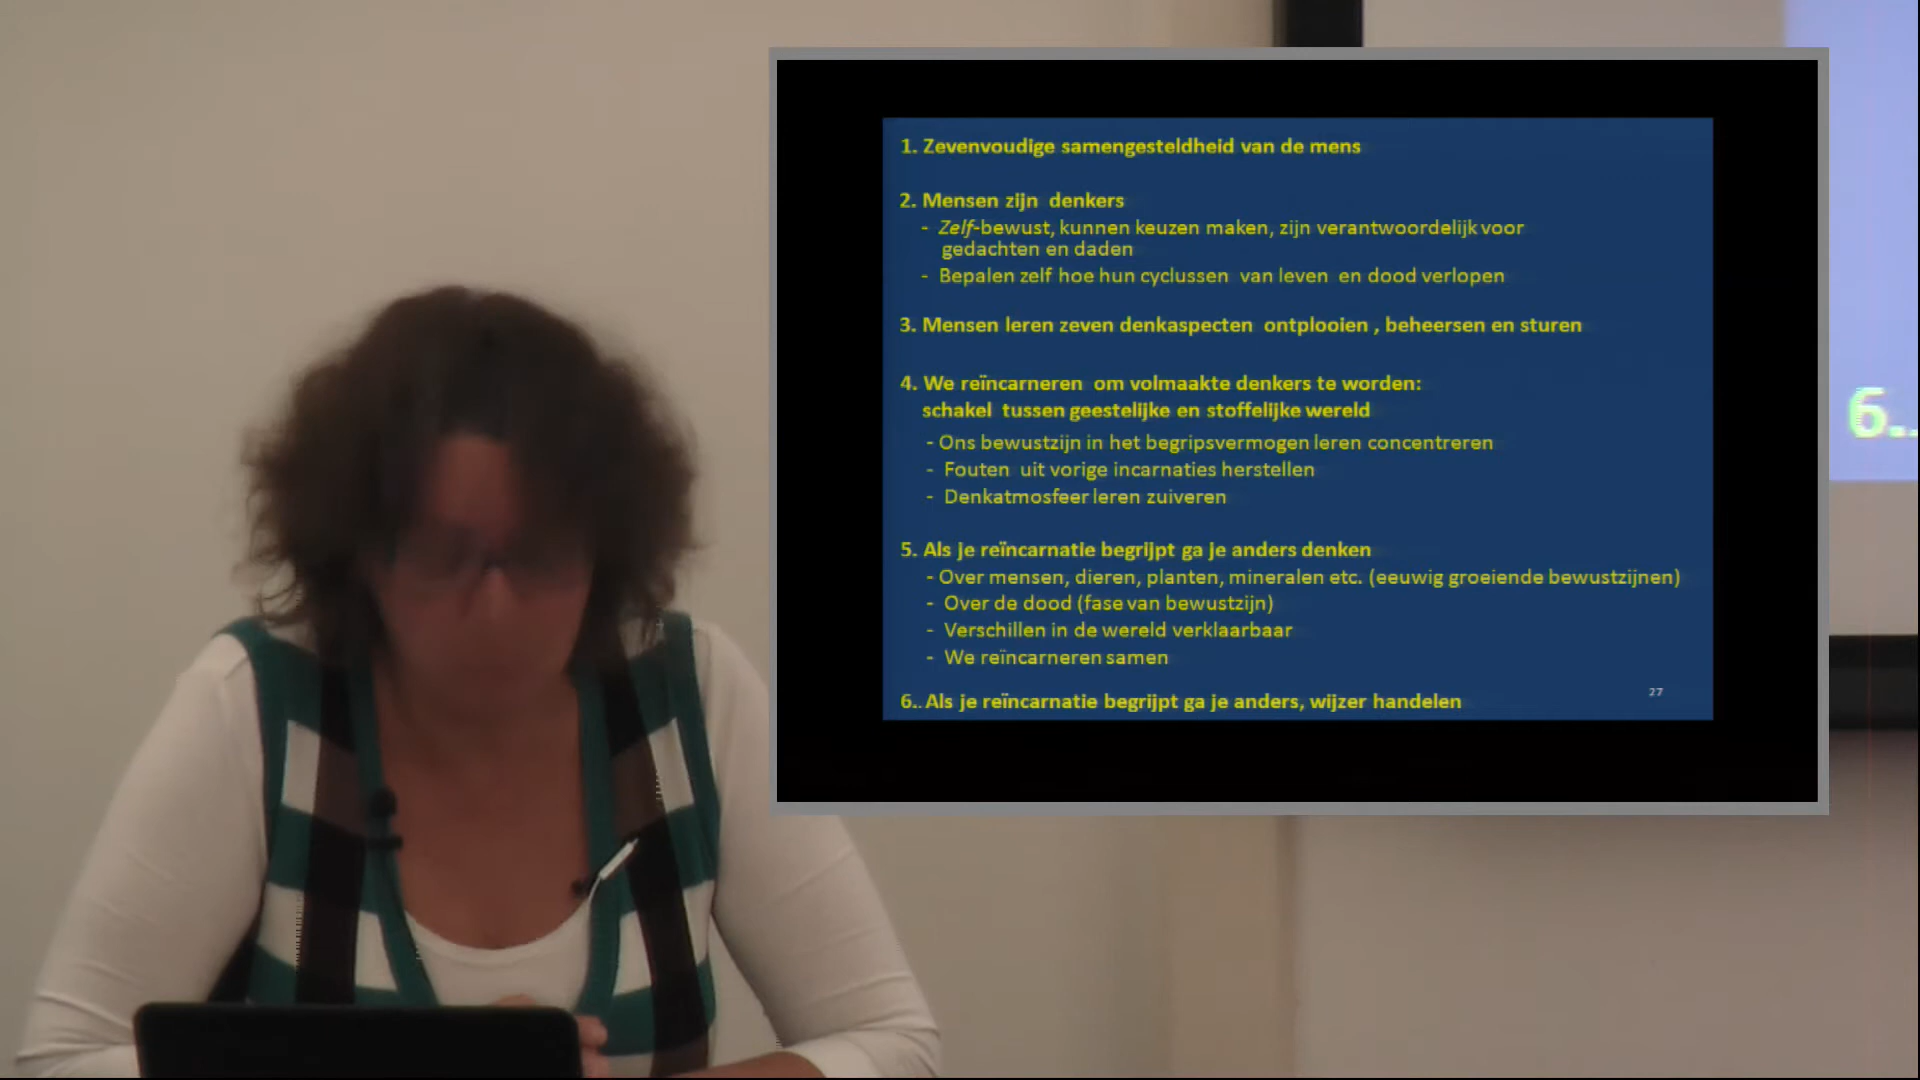 1. Zevenvoudige samengesteldheid van de mens
2. Mensen zijn denkers
- Zelf-bewust, kunnen keuzen maken, zijn verantwoordelijk voor
gedachten en daden
- Bepalen zelf hoe hun cyclussen van leven en dood verlopen
3. Mensen leren zeven denkaspecten ontplooien , beheersen en sturen
4. We reïncarneren om volmaakte denkers te worden:
schakel tussen geestelijke en stoffelijke wereld
- Ons bewustzijn in het begripsvermogen leren concentreren
- Fouten uit vorige incarnaties herstellen
- Denkatmosfeer leren zuiveren
5. Als je reïncarnatie begrijpt ga je anders denken
- Over mensen, dieren, planten, mineralen etc. (eeuwig groeiende bewustzijnen)
- Over de dood (fase van bewustzijn)
- Verschillen in de wereld verklaarbaar
- We reïncarneren samen
6.. Als je reïncarnatie begrijpt ga je anders, wijzer handelen
27
6..